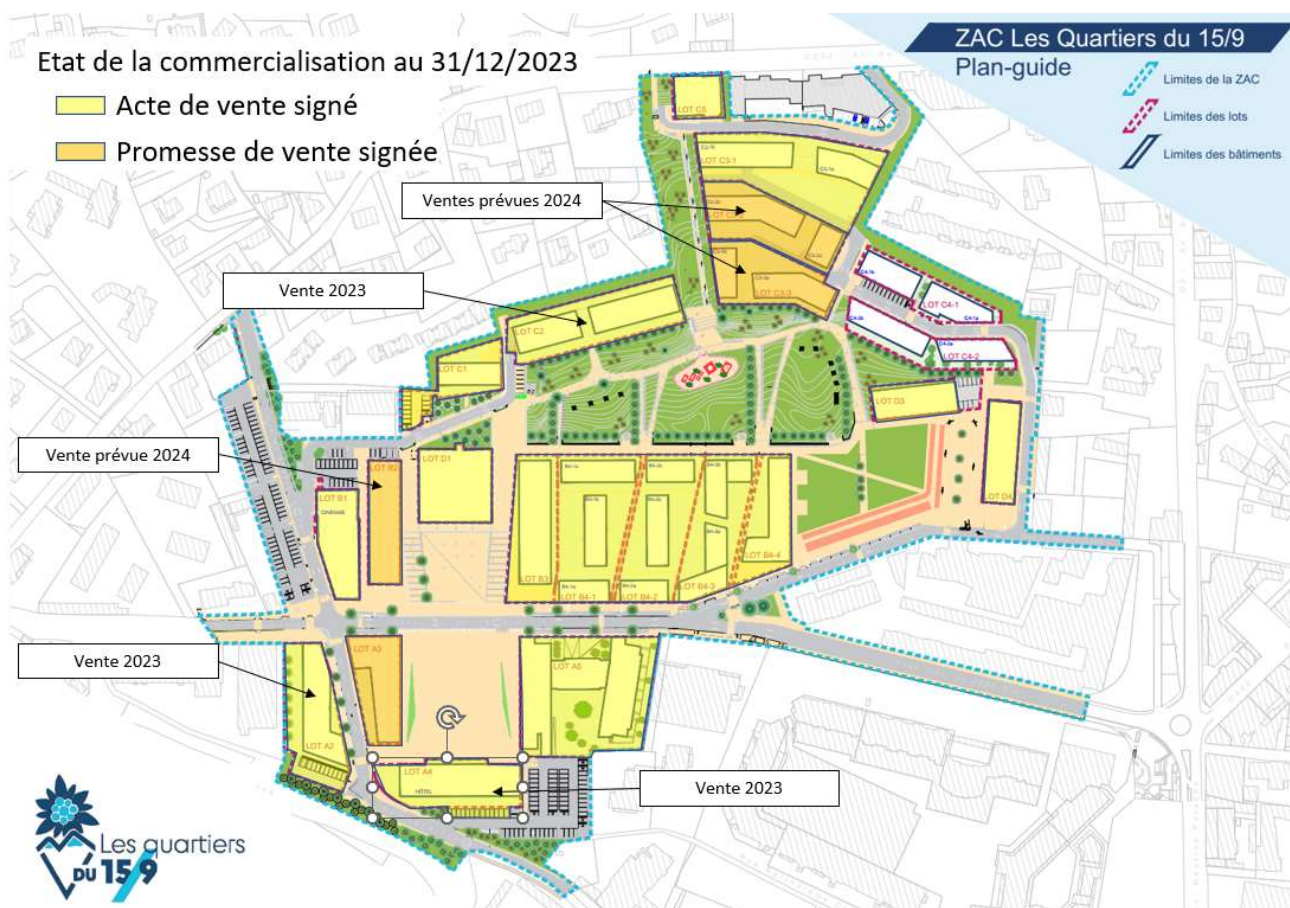 Etat de la commercialisation au 31/12/2023
Acte de vente signé
Promesse de vente signée
ZAC Les Quartiers du 15/9
Plan-guide
Limites de la ZAC
Limites des lots
Limites des bâtiments
LOT C5
LOT C3-1
Ventes prévues 2024
LOT C3-3
LOT C4-1
Vente 2023
LOT C2
LOT C4-2
LOT C1
LOT D3
Vente prévue 2024
LOT B2
LOT D1
LOT D4
LOT B1
CINEMAS
LOT B3
LOT B4-1
LOT B4-2
LOT B4-3
LOT B4-4
Vente 2023
LOT A3
LOT A5
LOT A2
LOT A4
HÔTEL
Vente 2023
Les quartiers
DU 15/9